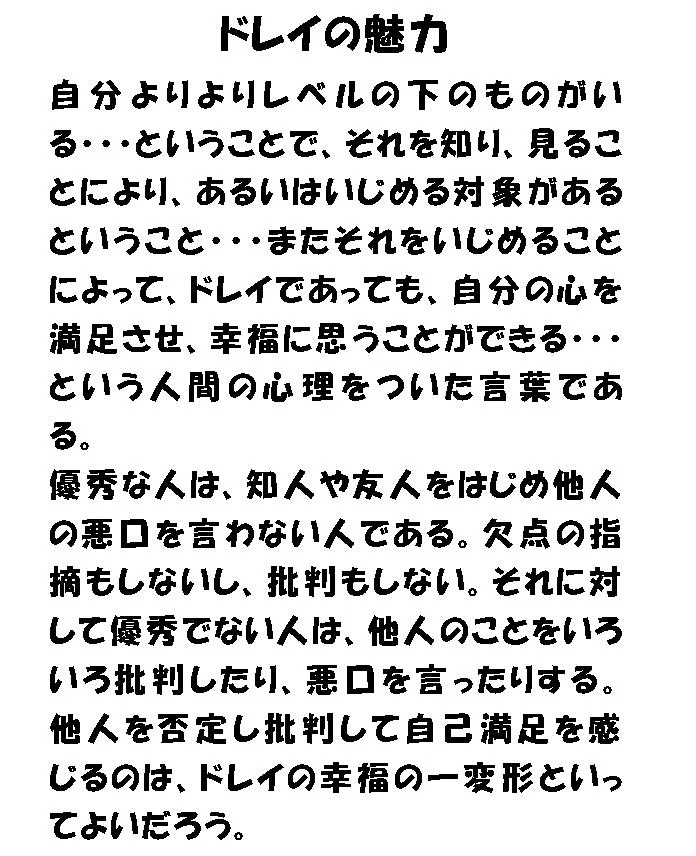 ドレイの魅力
自分よりよりレベルの下のものがい
る・・・ということで、それを知り、見るこ
とにより、あるいはいじめる対象がある
ということ・・・またそれをいじめること
によって、ドレイであっても、自分の心を
満足させ、幸福に思うことができる・・・
という人間の心理をついた言葉であ
る。
優秀な人は、知人や友人をはじめ他人
の悪口を言わない人である。欠点の指
摘もしないし、批判もしない。それに対
して優秀でない人は、他人のことをいろ
いろ批判したり、悪口を言ったりする。
他人を否定し批判して自己満足を感
じるのは、ドレイの幸福の一変形といっ
てよいだろう。